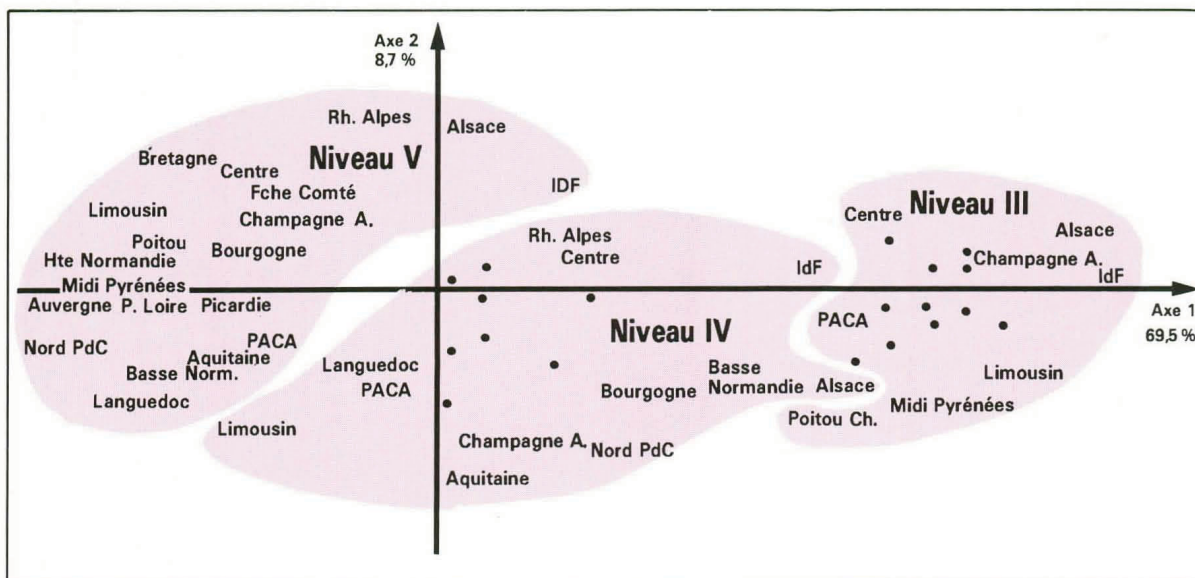 Axe 2
8,7 %
Rh. Alpes
Alsace
Bretagne
Centre
Niveau V
Fche Comté
IDF
Limousin
Champagne A.
Poitou
Bourgogne
Hte Normandie
Midi Pyrénées
Auvergne
P. Loire
Picardie
Nord PdC
PACA
Aquitaine
Basse Norm.
Languedoc
Rh. Alpes
Centre
IdF
Niveau IV
Languedoc
PACA
Basse
Normandie
Bourgogne
Alsace
Limousin
Champagne A.
Nord PdC
Aquitaine
Centre
Niveau III
Alsace
Champagne A.
IdF
PACA
Limousin
Midi Pyrénées
Poitou Ch.
Axe 1
69,5 %